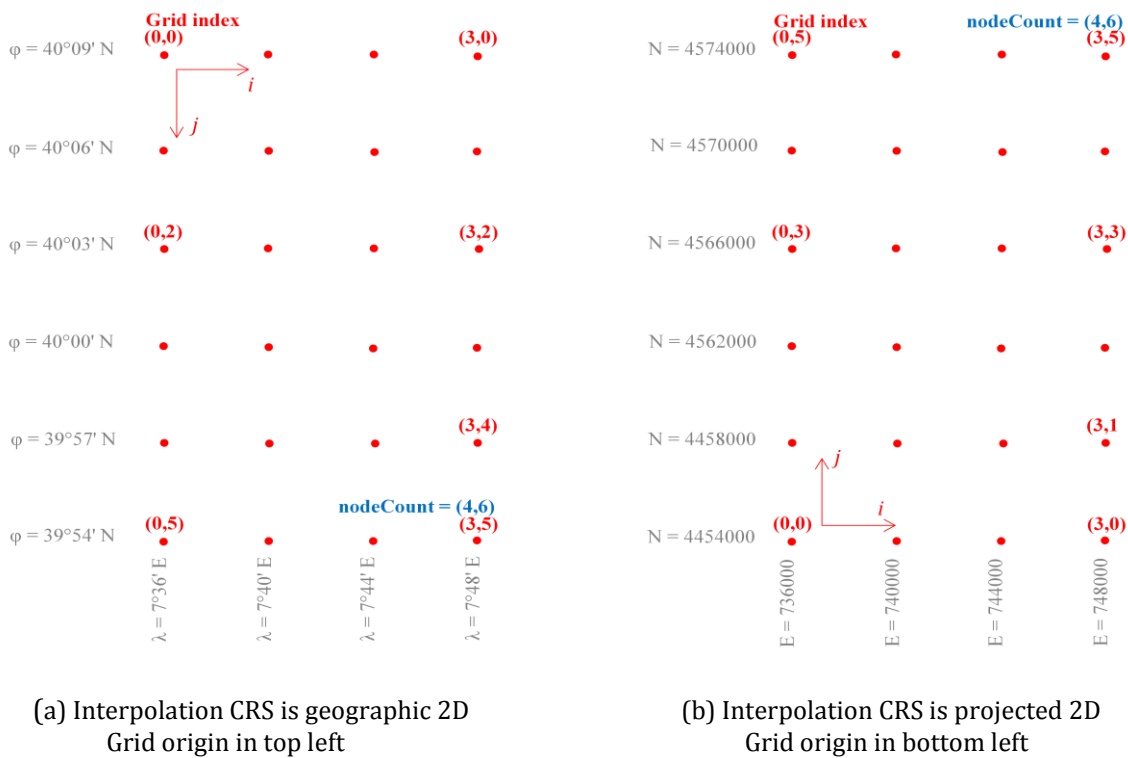 Grid index
φ = 40°09' N
(0,0)
(3,0)
i
j
φ = 40°06' N
φ = 40°03' N
(0,2)
(3,2)
φ = 40°00' N
φ = 39°57' N
(3,4)
nodeCount = (4,6)
φ = 39°54' N
(0,5)
(3,5)
λ = 7°36' E
λ = 7°40' E
λ = 7°44' E
λ = 7°48' E
(a) Interpolation CRS is geographic 2D
Grid origin in top left
Grid index
nodeCount = (4,6)
N = 4574000
(0,5)
(3,5)
N = 4570000
N = 4566000
(0,3)
(3,3)
N = 4562000
N = 4458000
(3,1
j
i
N = 4454000
(0,0)
(3,0)
E = 736000
E = 740000
E = 744000
E = 748000
(b) Interpolation CRS is projected 2D
Grid origin in bottom left